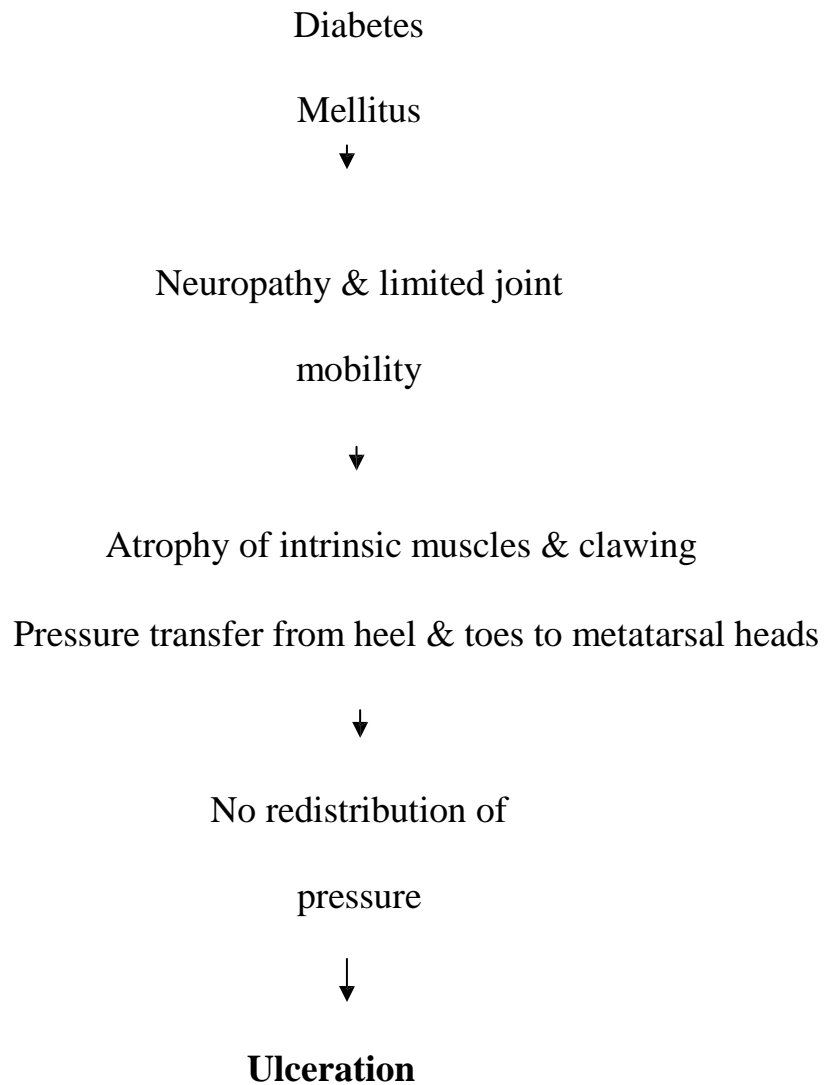 Diabetes
Mellitus
Neuropathy & limited joint
mobility
Atrophy of intrinsic muscles & clawing
Pressure transfer from heel & toes to metatarsal heads
No redistribution of
pressure
Ulceration